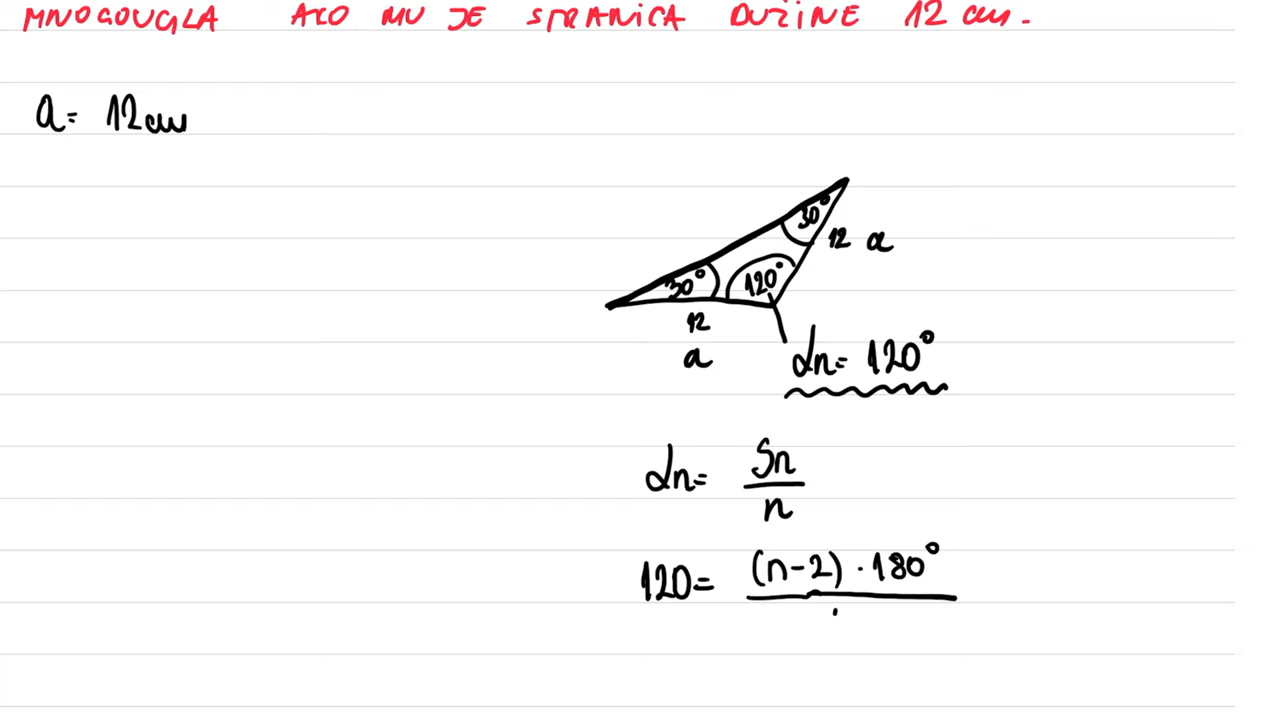 MNOGOUGLA AKO MU JE STRANICA DUŽINE 12 cm.
a= 12cm
30°
12 a
30° 120°
12
a
αn= 120°
αn= Sn/n
120= (n-2)·180°